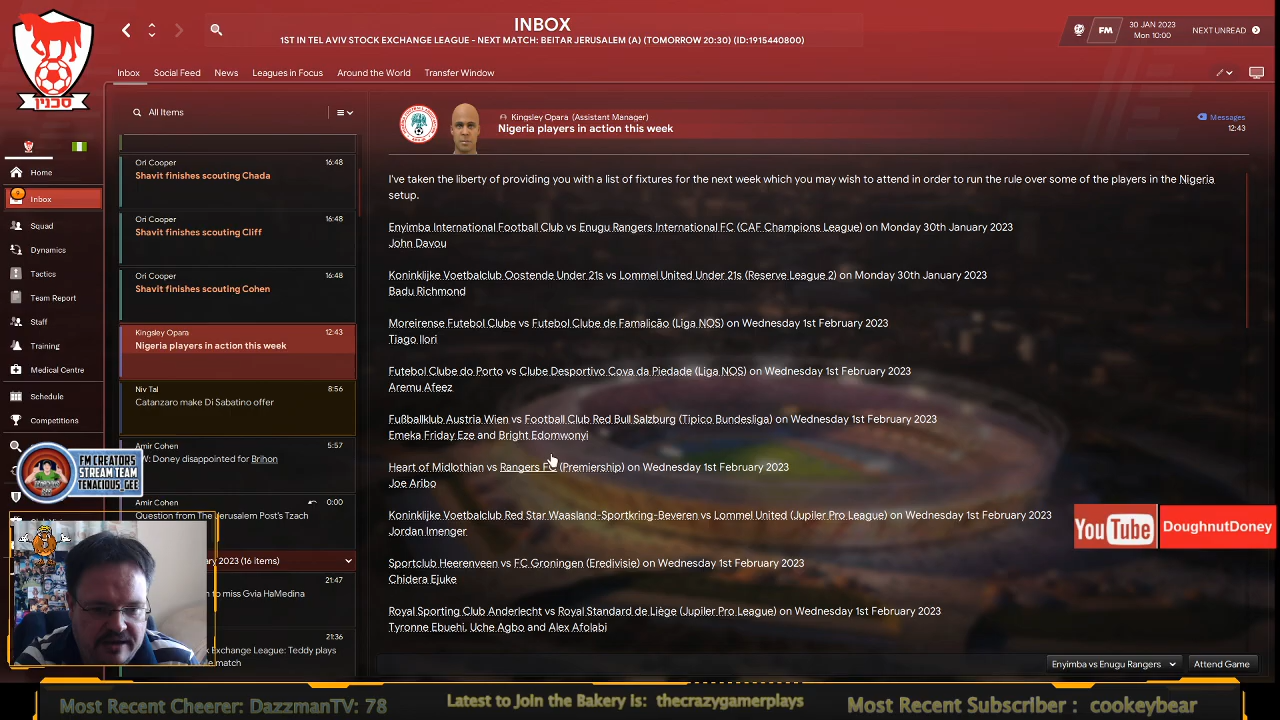 INBOX
1ST IN TEL AVIV STOCK EXCHANGE LEAGUE - NEXT MATCH: BEITAR JERUSALEM (A) (TOMORROW 20:30) (ID:1915440800)
FM
30 JAN 2023
Mon 10:00
NEXT UNREAD
סכנין
Inbox
Social Feed
News
Leagues in Focus
Around the World
Transfer Window
All Items
Home
Inbox
Squad
Dynamics
Tactics
Team Report
Staff
Training
Medical Centre
Schedule
Competitions
Ori Cooper 16:48
Shavit finishes scouting Chada
Ori Cooper 16:48
Shavit finishes scouting Cliff
Ori Cooper 16:48
Shavit finishes scouting Cohen
Kingsley Opara 12:43
Nigeria players in action this week
Niv Tal 8:56
Catanzaro make Di Sabatino offer
Amir Cohen 5:57
W: Doney disappointed for Brihon
Amir Cohen 0:00
Question from The Jerusalem Post's Tzach
2023 (16 items)
21:47
to miss Gvia HaMedina
21:36
Exchange League: Teddy plays
match
Kingsley Opara (Assistant Manager)
Nigeria players in action this week
Messages
12:43
I've taken the liberty of providing you with a list of fixtures for the next week which you may wish to attend in order to run the rule over some of the players in the Nigeria
setup.
Enyimba International Football Club vs Enugu Rangers International FC (CAF Champions League) on Monday 30th January 2023
John Davou
Koninklijke Voetbalclub Oostende Under 21s vs Lommel United Under 21s (Reserve League 2) on Monday 30th January 2023
Badu Richmond
Moreirense Futebol Clube vs Futebol Clube de Famalicão (Liga NOS) on Wednesday 1st February 2023
Tiago Ilori
Futebol Clube do Porto vs Clube Desportivo Cova da Piedade (Liga NOS) on Wednesday 1st February 2023
Aremu Afeez
Fußballklub Austria Wien vs Football Club Red Bull Salzburg (Tipico Bundesliga) on Wednesday 1st February 2023
Emeka Friday Eze and Bright Edomwonyi
Heart of Midlothian vs Rangers FC (Premiership) on Wednesday 1st February 2023
Joe Aribo
Koninklijke Voetbalclub Red Star Waasland-Sportkring-Beveren vs Lommel United (Jupiler Pro League) on Wednesday 1st February 2023
Jordan Imenger
Sportclub Heerenveen vs FC Groningen (Eredivisie) on Wednesday 1st February 2023
Chidera Ejuke
Royal Sporting Club Anderlecht vs Royal Standard de Liège (Jupiler Pro League) on Wednesday 1st February 2023
Tyronne Ebuehi, Uche Agbo and Alex Afolabi
Enyimba vs Enugu Rangers
Attend Game
FM CREATORS
STREAM TEAM
TENACIOUS_GEE
YouTube
DoughnutDoney
Most Recent Cheerer: DazzmanTV: 78
Latest to Join the Bakery is: thecrazygamerplays
Most Recent Subscriber : cookeybear